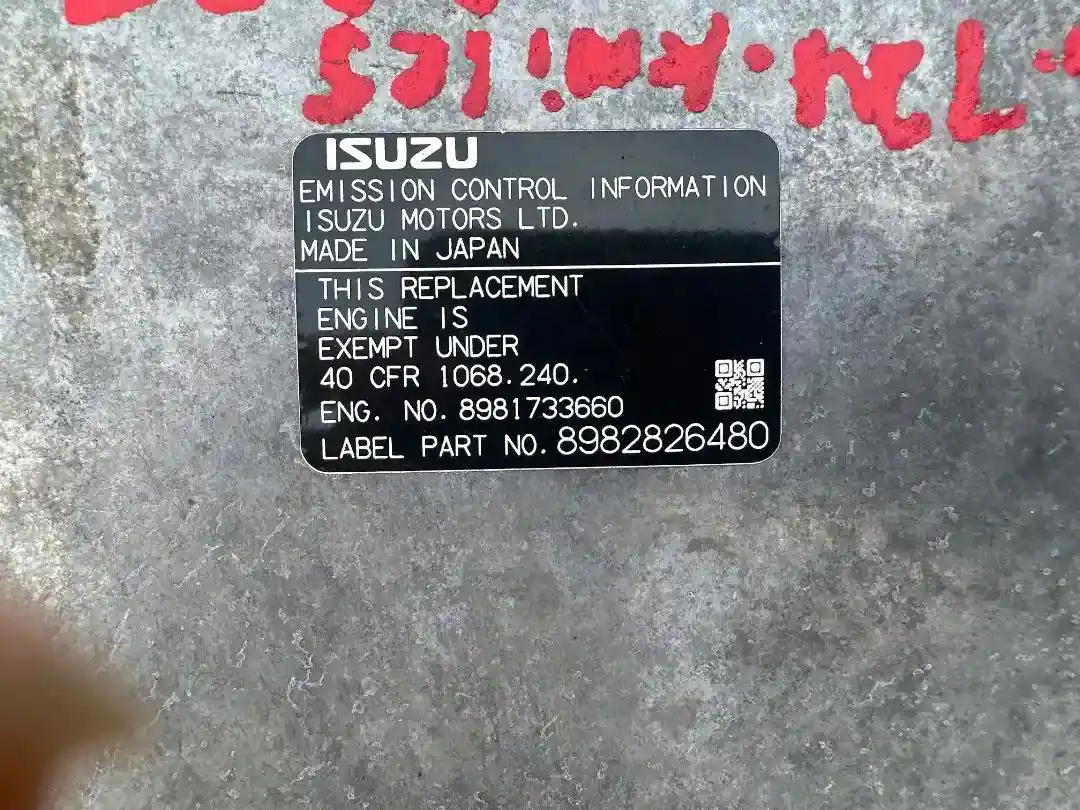 ISUZU
EMISSION CONTROL INFORMATION
ISUZU MOTORS LTD.
MADE IN JAPAN
THIS REPLACEMENT
ENGINE IS
EXEMPT UNDER
40 CFR 1068.240.
ENG. NO. 8981733660
LABEL PART NO. 8982826480